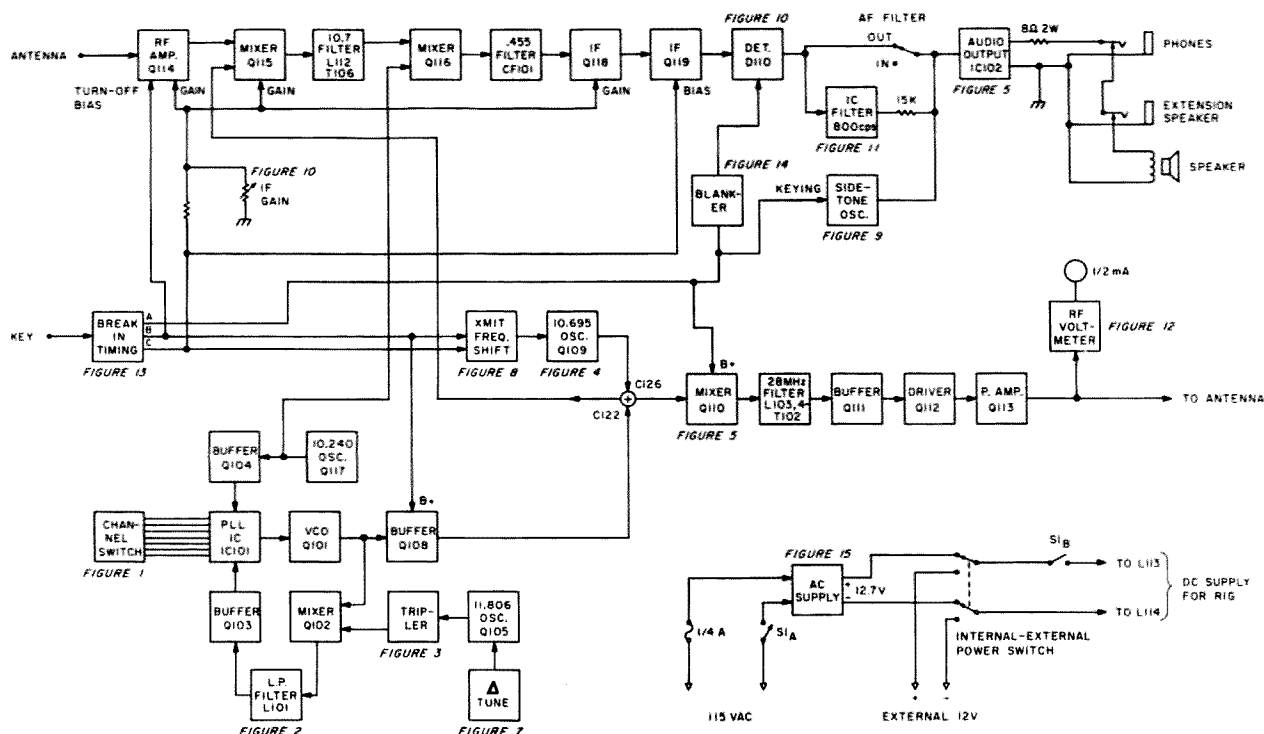 ANTENNA
RF
AMP.
Q114
MIXER
Q115
10.7
FILTER
L112
T106
MIXER
Q116
.455
FILTER
CF101
IF
Q118
IF
Q119
FIGURE 10
DET.
D110
AF FILTER
OUT
IN*
AUDIO
OUTPUT
IC102
FIGURE 5
8Ω 2W
PHONES
TURN-OFF
BIAS
GAIN
GAIN
GAIN
BIAS
IC
FILTER
800cps
FIGURE 11
15K
EXTENSION
SPEAKER
SPEAKER
FIGURE 10
IF
GAIN
FIGURE 14
BLANK-
ER
KEYING
SIDE-
TONE
OSC.
FIGURE 9
1/2 mA
RF
VOLT-
METER
FIGURE 12
KEY
BREAK
IN
TIMING
A
B
C
FIGURE 13
XMIT
FREQ.
SHIFT
FIGURE 8
10.695
OSC.
Q109
FIGURE 4
C126
C122
B+
MIXER
Q110
FIGURE 5
28MHz
FILTER
L103,4
T102
BUFFER
Q111
DRIVER
Q112
P. AMP.
Q113
TO ANTENNA
BUFFER
Q104
10.240
OSC.
Q117
CHAN-
NEL
SWITCH
FIGURE 1
PLL
IC
IC101
VCO
Q101
B+
BUFFER
Q108
BUFFER
Q103
MIXER
Q102
TRIP-
LER
FIGURE 3
11.806
OSC.
Q105
L.P.
FILTER
L101
FIGURE 2
Δ
TUNE
FIGURE 7
FIGURE 15
AC
SUPPLY
+
-
12.7V
S1B
TO L113
TO L114
DC SUPPLY
FOR RIG
1/4 A
S1A
INTERNAL-EXTERNAL
POWER SWITCH
+
-
115 VAC
EXTERNAL 12V